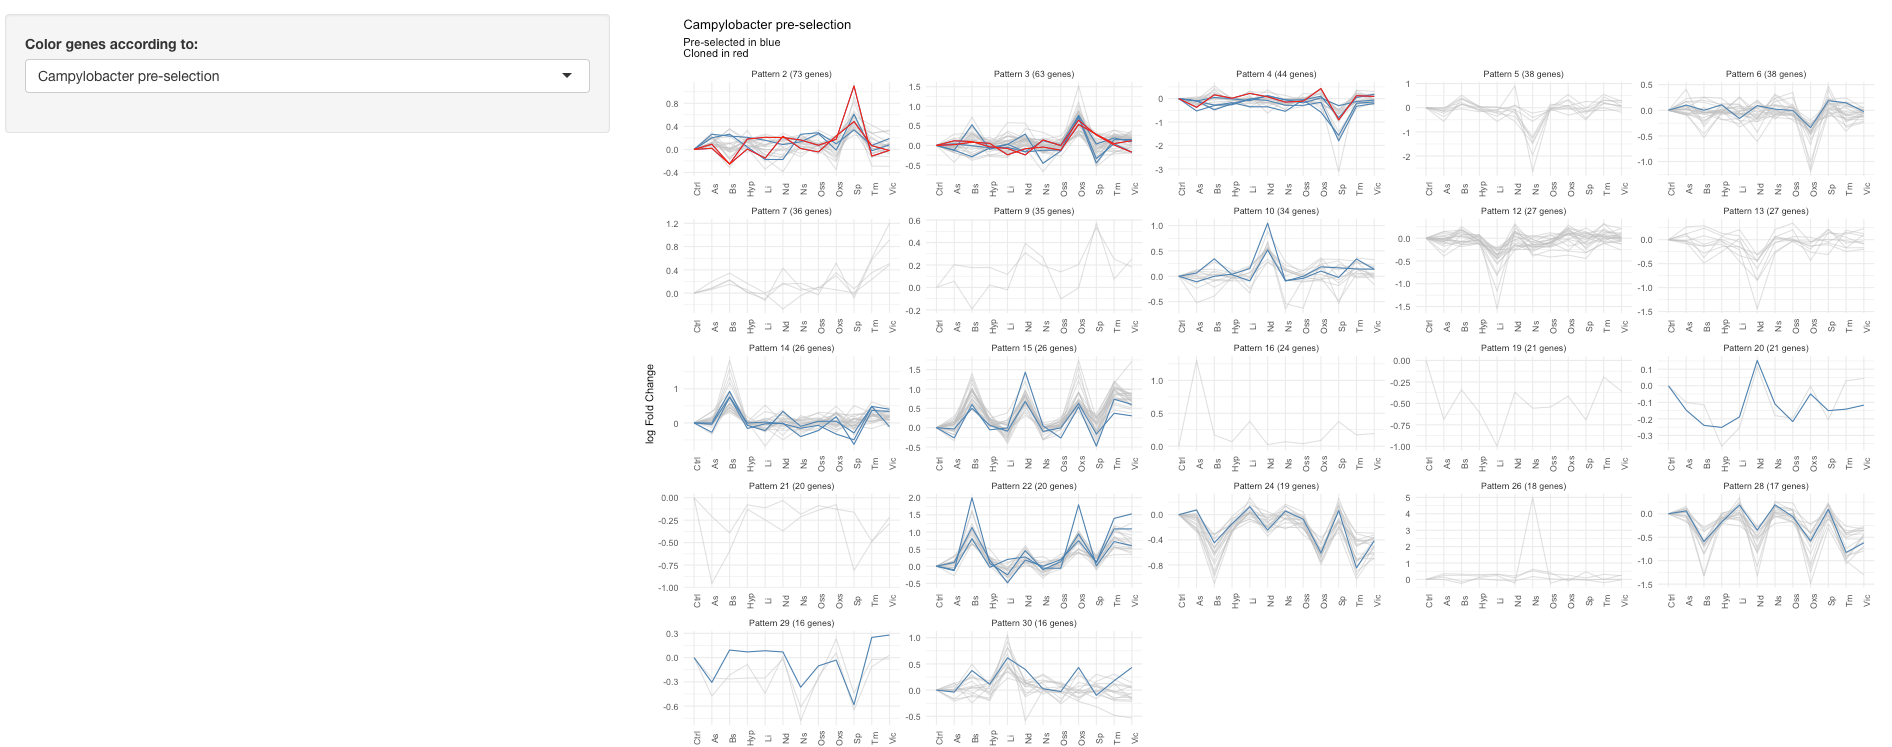 Color genes according to:
Campylobacter pre-selection
Campylobacter pre-selection
Pre-selected in blue
Cloned in red
log Fold Change
Pattern 2 (73 genes)
0.8
0.4
0.0
-0.4
Ctrl As Bs Hyp Li Nd Ns Oss Oxs Sp Tm Vic
Pattern 3 (63 genes)
1.5
1.0
0.5
0.0
-0.5
Ctrl As Bs Hyp Li Nd Ns Oss Oxs Sp Tm Vic
Pattern 4 (44 genes)
0
-1
-2
-3
Ctrl As Bs Hyp Li Nd Ns Oss Oxs Sp Tm Vic
Pattern 5 (38 genes)
1
0
-1
-2
Ctrl As Bs Hyp Li Nd Ns Oss Oxs Sp Tm Vic
Pattern 6 (38 genes)
0.5
0.0
-0.5
-1.0
Ctrl As Bs Hyp Li Nd Ns Oss Oxs Sp Tm Vic
Pattern 7 (36 genes)
1.2
0.8
0.4
0.0
Ctrl As Bs Hyp Li Nd Ns Oss Oxs Sp Tm Vic
Pattern 9 (35 genes)
0.6
0.4
0.2
0.0
-0.2
Ctrl As Bs Hyp Li Nd Ns Oss Oxs Sp Tm Vic
Pattern 10 (34 genes)
1.0
0.5
0.0
-0.5
Ctrl As Bs Hyp Li Nd Ns Oss Oxs Sp Tm Vic
Pattern 12 (27 genes)
0.0
-0.5
-1.0
-1.5
Ctrl As Bs Hyp Li Nd Ns Oss Oxs Sp Tm Vic
Pattern 13 (27 genes)
0.0
-0.5
-1.0
-1.5
Ctrl As Bs Hyp Li Nd Ns Oss Oxs Sp Tm Vic
Pattern 14 (26 genes)
1
0
Ctrl As Bs Hyp Li Nd Ns Oss Oxs Sp Tm Vic
Pattern 15 (26 genes)
1.5
1.0
0.5
0.0
-0.5
Ctrl As Bs Hyp Li Nd Ns Oss Oxs Sp Tm Vic
Pattern 16 (24 genes)
1.0
0.5
0.0
Ctrl As Bs Hyp Li Nd Ns Oss Oxs Sp Tm Vic
Pattern 19 (21 genes)
0.00
-0.25
-0.50
-0.75
-1.00
Ctrl As Bs Hyp Li Nd Ns Oss Oxs Sp Tm Vic
Pattern 20 (21 genes)
0.1
0.0
-0.1
-0.2
-0.3
Ctrl As Bs Hyp Li Nd Ns Oss Oxs Sp Tm Vic
Pattern 21 (20 genes)
0.00
-0.25
-0.50
-0.75
-1.00
Ctrl As Bs Hyp Li Nd Ns Oss Oxs Sp Tm Vic
Pattern 22 (20 genes)
2.0
1.5
1.0
0.5
0.0
-0.5
Ctrl As Bs Hyp Li Nd Ns Oss Oxs Sp Tm Vic
Pattern 24 (19 genes)
0.0
-0.4
-0.8
Ctrl As Bs Hyp Li Nd Ns Oss Oxs Sp Tm Vic
Pattern 26 (18 genes)
5
4
3
2
1
0
Ctrl As Bs Hyp Li Nd Ns Oss Oxs Sp Tm Vic
Pattern 28 (17 genes)
0.0
-0.5
-1.0
-1.5
Ctrl As Bs Hyp Li Nd Ns Oss Oxs Sp Tm Vic
Pattern 29 (16 genes)
0.3
0.0
-0.3
-0.6
Ctrl As Bs Hyp Li Nd Ns Oss Oxs Sp Tm Vic
Pattern 30 (16 genes)
1.0
0.5
0.0
-0.5
Ctrl As Bs Hyp Li Nd Ns Oss Oxs Sp Tm Vic